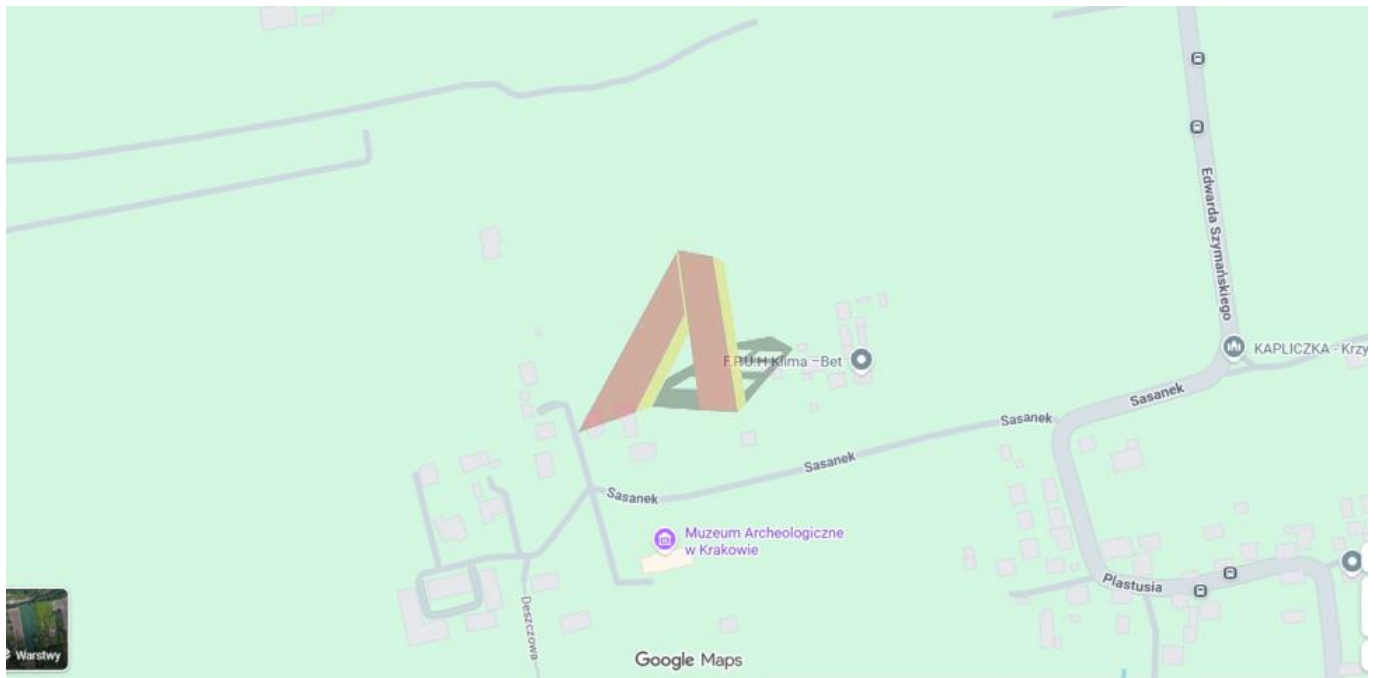 Edwarda Szymańskiego
F.P.U.H Klima –Bet
KAPLICZKA - Krzy
Sasanek
Sasanek
Sasanek
Sasanek
Muzeum Archeologiczne
w Krakowie
Plastusia
Deszczowa
Warstwy
Google Maps